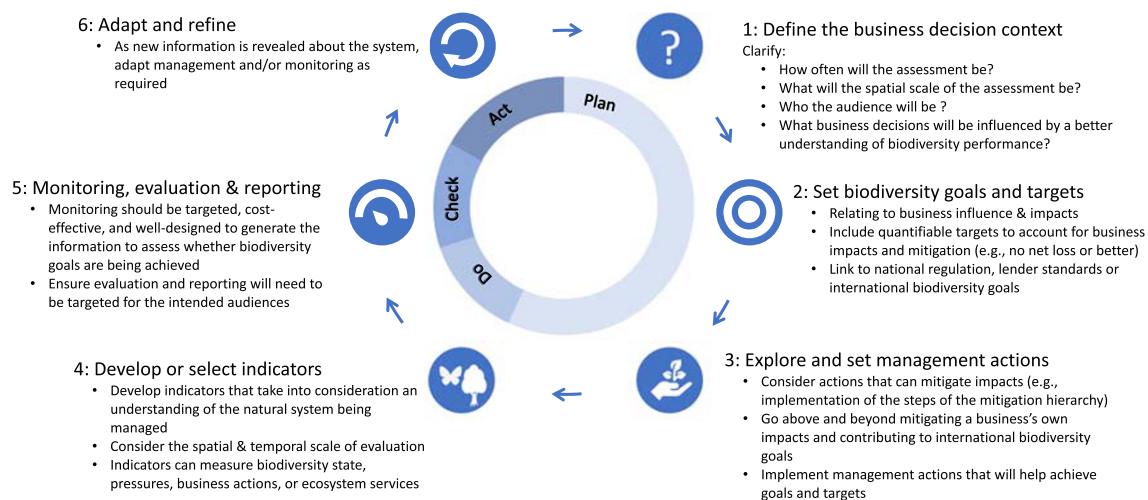 6: Adapt and refine
• As new information is revealed about the system,
adapt management and/or monitoring as
required
?
1: Define the business decision context
Clarify:
• How often will the assessment be?
• What will the spatial scale of the assessment be?
• Who the audience will be ?
• What business decisions will be influenced by a better
understanding of biodiversity performance?
Act
Plan
Check
Do
5: Monitoring, evaluation & reporting
• Monitoring should be targeted, cost-
effective, and well-designed to generate the
information to assess whether biodiversity
goals are being achieved
• Ensure evaluation and reporting will need to
be targeted for the intended audiences
2: Set biodiversity goals and targets
• Relating to business influence & impacts
• Include quantifiable targets to account for business
impacts and mitigation (e.g., no net loss or better)
• Link to national regulation, lender standards or
international biodiversity goals
4: Develop or select indicators
• Develop indicators that take into consideration an
understanding of the natural system being
managed
• Consider the spatial & temporal scale of evaluation
• Indicators can measure biodiversity state,
pressures, business actions, or ecosystem services
3: Explore and set management actions
• Consider actions that can mitigate impacts (e.g.,
implementation of the steps of the mitigation hierarchy)
• Go above and beyond mitigating a business's own
impacts and contributing to international biodiversity
goals
• Implement management actions that will help achieve
goals and targets